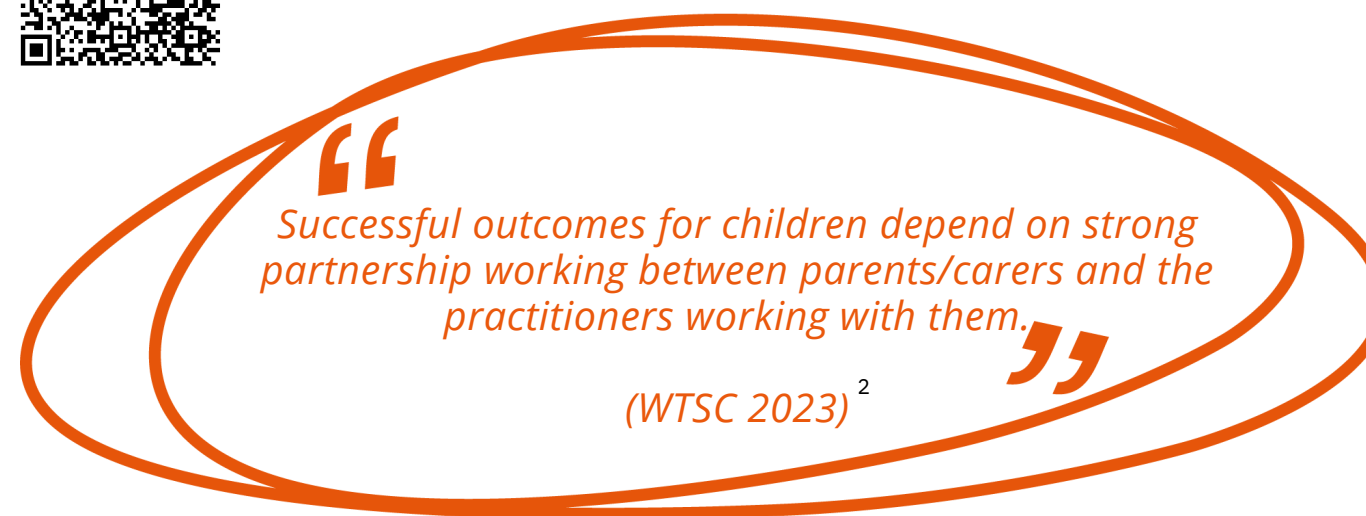 “
Successful outcomes for children depend on strong
partnership working between parents/carers and the
practitioners working with them.
”
(WTSC 2023) 2